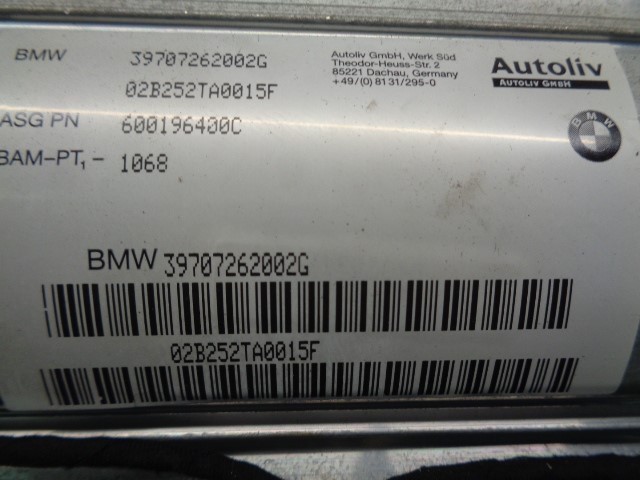 BMW 39707262002G
02B252TA0015F
ASG PN 600196400C
BAM-PT1- 1068
Autoliv GmbH, Werk Süd
Theodor-Heuss-Str. 2
85221 Dachau, Germany
+49/(0) 81 31/295-0
Autoliv
AUTOLIV GMBH
BMW
BMW 39707262002G
02B252TA0015F